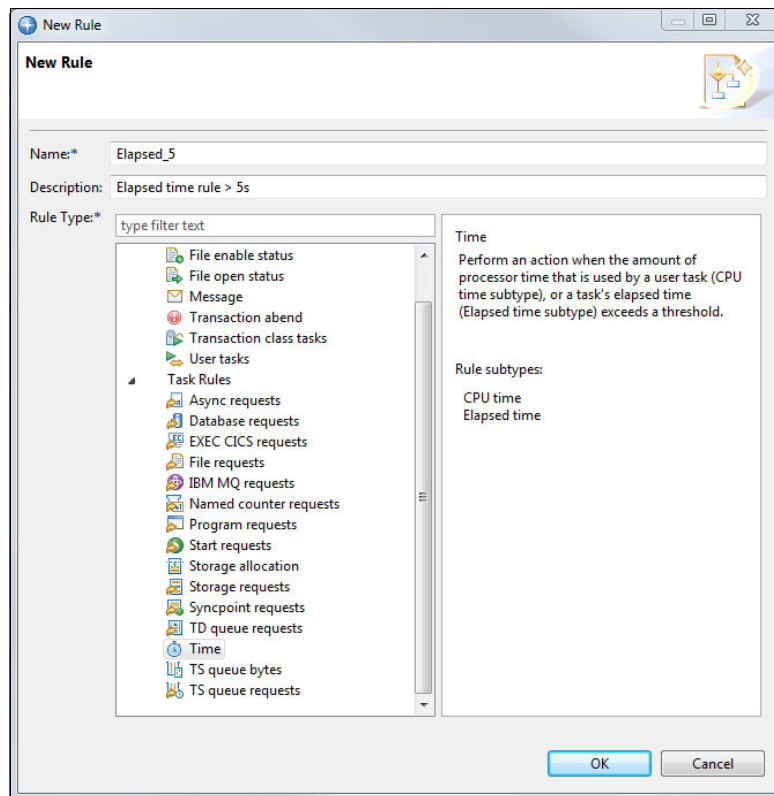 New Rule
New Rule
Name:* Elapsed_5
Description: Elapsed time rule > 5s
Rule Type:* type filter text
File enable status
File open status
Message
Transaction abend
Transaction class tasks
User tasks
Task Rules
Async requests
Database requests
EXEC CICS requests
File requests
IBM MQ requests
Named counter requests
Program requests
Start requests
Storage allocation
Storage requests
Syncpoint requests
TD queue requests
Time
TS queue bytes
TS queue requests
Time
Perform an action when the amount of
processor time that is used by a user task (CPU
time subtype), or a task's elapsed time
(Elapsed time subtype) exceeds a threshold.
Rule subtypes:
CPU time
Elapsed time
OK Cancel